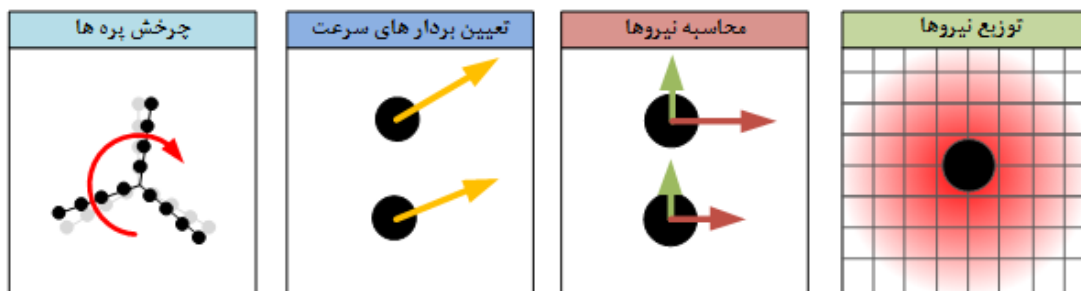 چرخش پره ها
تعیین بردار های سرعت
محاسبه نیروها
توزیع نیروها